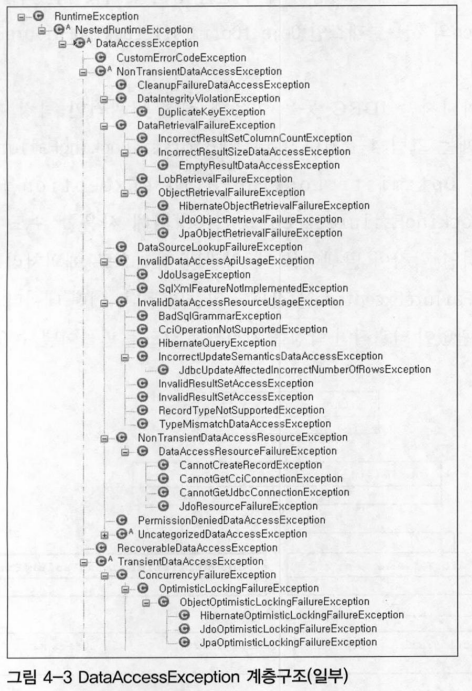 RuntimeException
A NestedRuntimeException
A DataAccessException
CustomErrorCodeException
A NonTransientDataAccessException
CleanupFailureDataAccessException
DataIntegrityViolationException
DuplicateKeyException
DataRetrievalFailureException
IncorrectResultSetColumnCountException
IncorrectResultSizeDataAccessException
EmptyResultDataAccessException
LobRetrievalFailureException
ObjectRetrievalFailureException
HibernateObjectRetrievalFailureException
JdoObjectRetrievalFailureException
JpaObjectRetrievalFailureException
DataSourceLookupFailureException
InvalidDataAccessApiUsageException
JdoUsageException
SqlXmlFeatureNotImplementedException
InvalidDataAccessResourceUsageException
BadSqlGrammarException
CciOperationNotSupportedException
HibernateQueryException
IncorrectUpdateSemanticsDataAccessException
JdbcUpdateAffectedIncorrectNumberOfRowsException
InvalidResultSetAccessException
InvalidResultSetAccessException
RecordTypeNotSupportedException
TypeMismatchDataAccessException
NonTransientDataAccessResourceException
DataAccessResourceFailureException
CannotCreateRecordException
CannotGetCciConnectionException
CannotGetJdbcConnectionException
JdoResourceFailureException
PermissionDeniedDataAccessException
A UncategorizedDataAccessException
RecoverableDataAccessException
A TransientDataAccessException
ConcurrencyFailureException
OptimisticLockingFailureException
ObjectOptimisticLockingFailureException
HibernateOptimisticLockingFailureException
JdoOptimisticLockingFailureException
JpaOptimisticLockingFailureException
그림 4-3 DataAccessException 계층구조(일부)